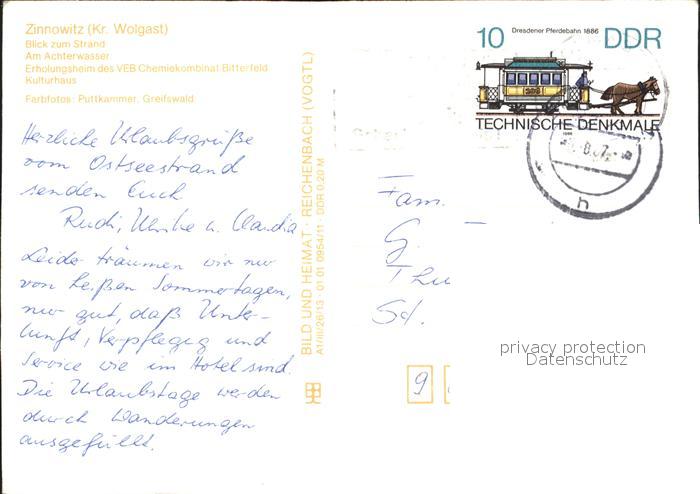 Zinnowitz (Kr. Wolgast)
Blick zum Strand
Am Achterwasser
Erholungsheim des VEB Chemiekombinat Bitterfeld
Kulturhaus
Farbfotos: Puttkammer, Greifswald
Herzliche Urlaubsgrüße
vom Ostseestrand
senden Euch
Rudi, Ulrike u. Claudia
Leider träumen wir nur
von heißen Sommertagen,
nur gut, daß Unter-
kunft, Verpflegung und
Service wie im Hotel sind.
Die Urlaubstage werden
durch Wanderungen
ausgefüllt.
BILD UND HEIMAT · REICHENBACH (VOGTL)
A1/III/26/13 · 01 01 0954/11 · DDR 0,20 M
Dresdener Pferdebahn 1886
10 DDR
TECHNISCHE DENKMALE
h
Fam.
G.
Thu
Sd.
9
privacy protection
Datenschutz